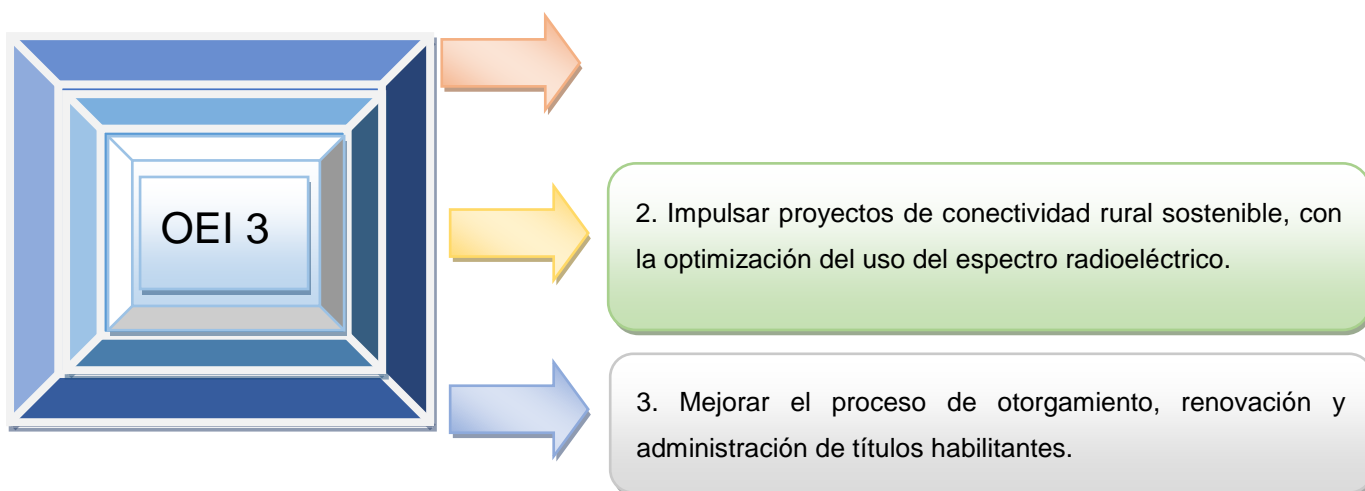 OEI 3
2. Impulsar proyectos de conectividad rural sostenible, con
la optimización del uso del espectro radioeléctrico.
3. Mejorar el proceso de otorgamiento, renovación y
administración de títulos habilitantes.